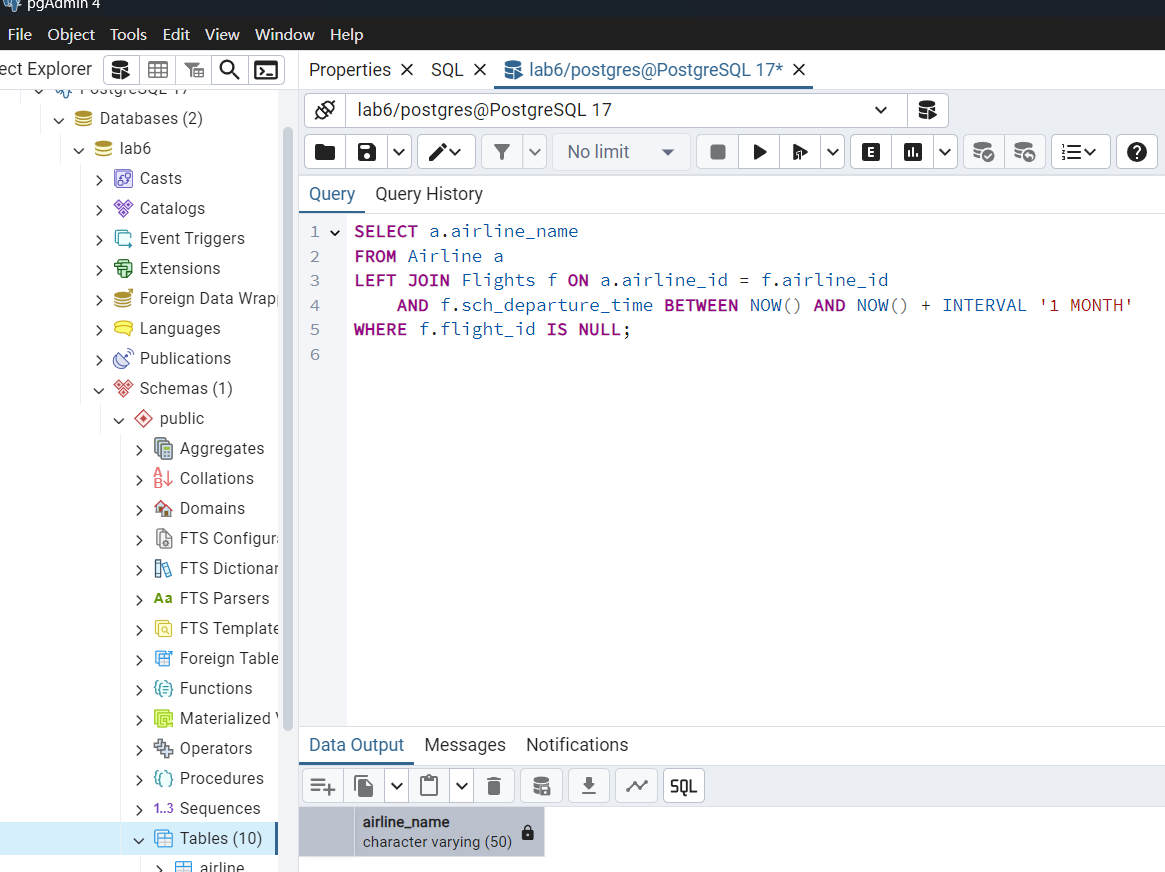 pgAdmin 4
File Object Tools Edit View Window Help
ect Explorer
PostgreSQL 17
Databases (2)
lab6
Casts
Catalogs
Event Triggers
Extensions
Foreign Data Wrap
Languages
Publications
Schemas (1)
public
Aggregates
Collations
Domains
FTS Configur
FTS Dictionar
Aa FTS Parsers
FTS Template
Foreign Table
Functions
Materialized
Operators
Procedures
1..3 Sequences
Tables (10)
airline
Properties SQL lab6/postgres@PostgreSQL 17*
lab6/postgres@PostgreSQL 17
No limit E SQL
Query Query History
1 SELECT a.airline_name
2 FROM Airline a
3 LEFT JOIN Flights f ON a.airline_id = f.airline_id
4 AND f.sch_departure_time BETWEEN NOW() AND NOW() + INTERVAL '1 MONTH'
5 WHERE f.flight_id IS NULL;
6
Data Output Messages Notifications
SQL
airline_name
character varying (50)